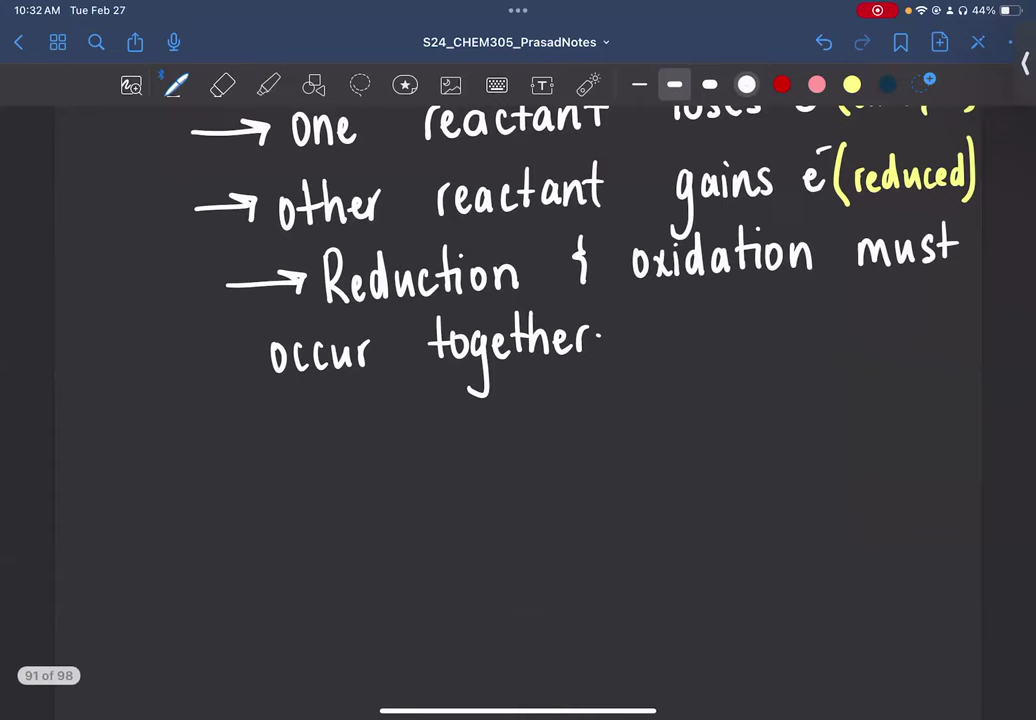 10:32 AM Tue Feb 27
44%
S24_CHEM305_PrasadNotes
T
→ one reactant loses e
→ other reactant gains e⁻ (reduced)
→ Reduction & oxidation must
occur together.
91 of 98